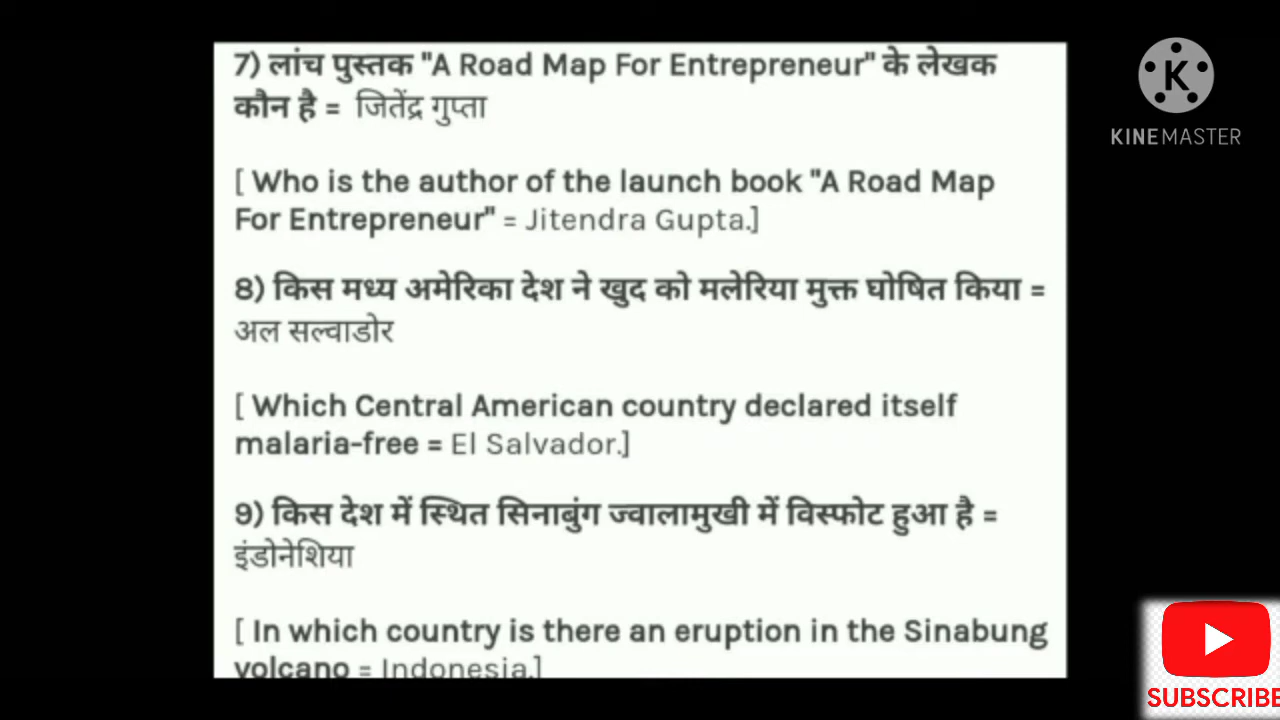 7) लांच पुस्तक "A Road Map For Entrepreneur" के लेखक
कौन है = जितेंद्र गुप्ता
[ Who is the author of the launch book "A Road Map
For Entrepreneur" = Jitendra Gupta.]
8) किस मध्य अमेरिका देश ने खुद को मलेरिया मुक्त घोषित किया =
अल सल्वाडोर
[ Which Central American country declared itself
malaria-free = El Salvador.]
9) किस देश में स्थित सिनाबुंग ज्वालामुखी में विस्फोट हुआ है =
इंडोनेशिया
[ In which country is there an eruption in the Sinabung
volcano = Indonesia.]
K
KINEMASTER
SUBSCRIBE